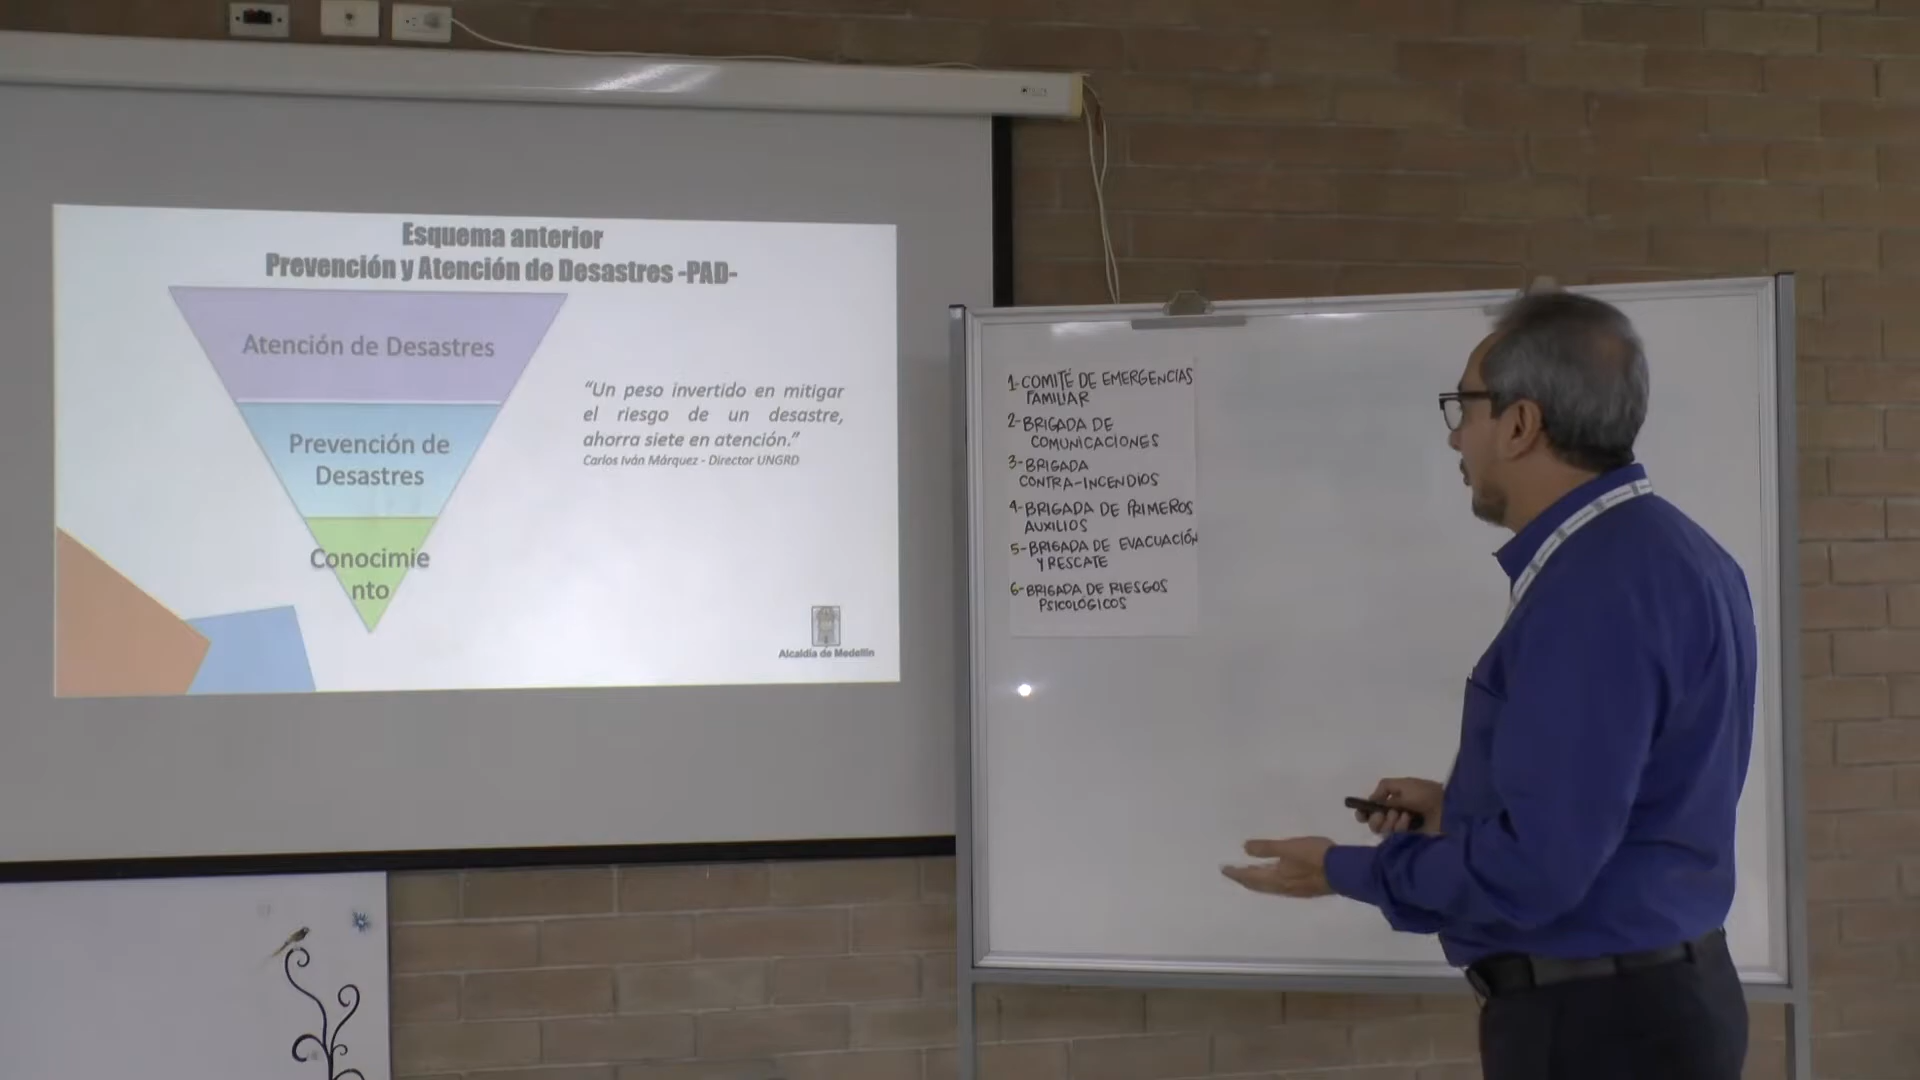 Esquema anterior
Prevención y Atención de Desastres -PAD-
Atención de Desastres
Prevención de
Desastres
Conocimie
nto
“Un peso invertido en mitigar
el riesgo de un desastre,
ahorra siete en atención.”
Carlos Iván Márquez - Director UNGRD
Alcaldía de Medellín
1-COMITÉ DE EMERGENCIAS
FAMILIAR
2-BRIGADA DE
COMUNICACIONES
3-BRIGADA
CONTRA-INCENDIOS
4-BRIGADA DE PRIMEROS
AUXILIOS
5-BRIGADA DE EVACUACIÓN
Y RESCATE
6-BRIGADA DE RIESGOS
PSICOLÓGICOS